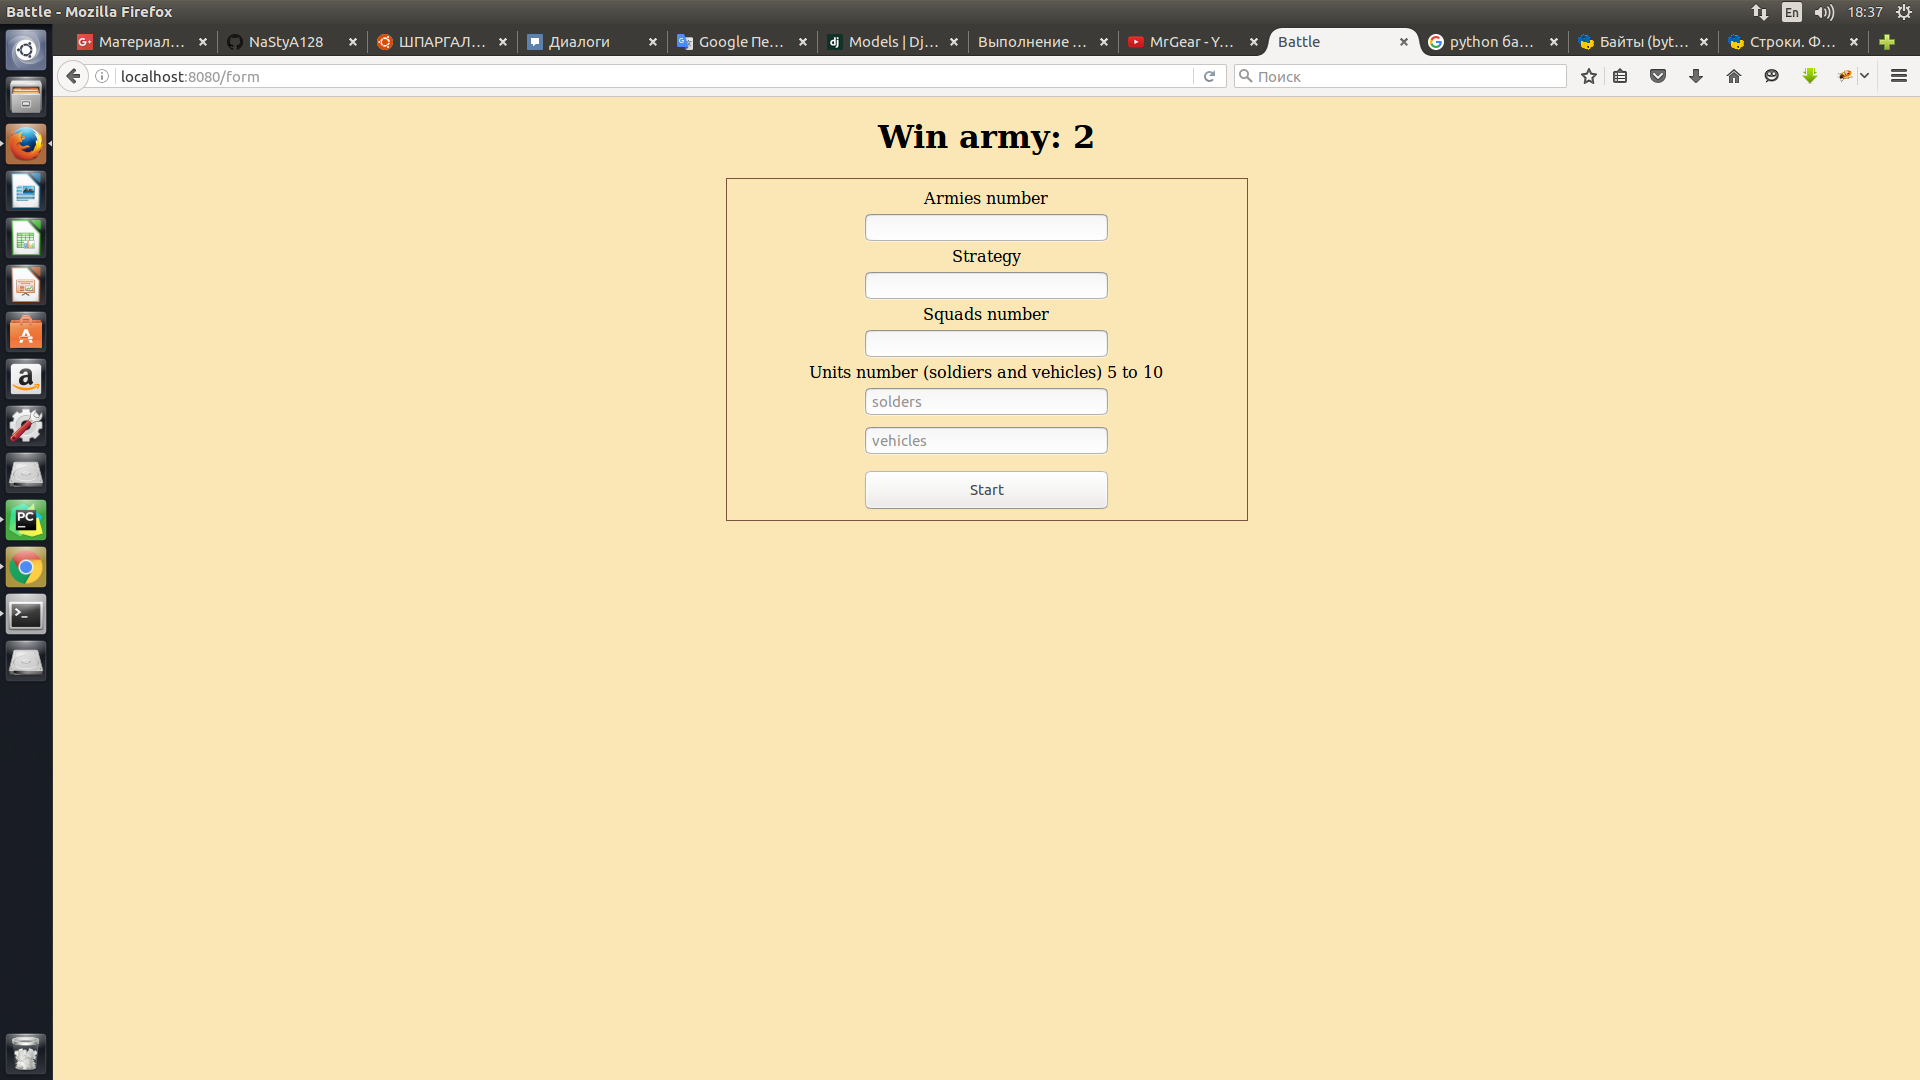 Battle - Mozilla Firefox
En
18:37
Материал...
NaStyA128
ШПАРГАЛ...
Диалоги
Google Пе...
Models | Dj...
Выполнение ...
MrGear - Y...
Battle
python ба...
Байты (byt...
Строки. Ф...
localhost:8080/form
Поиск
Win army: 2
Armies number
Strategy
Squads number
Units number (soldiers and vehicles) 5 to 10
solders
vehicles
Start